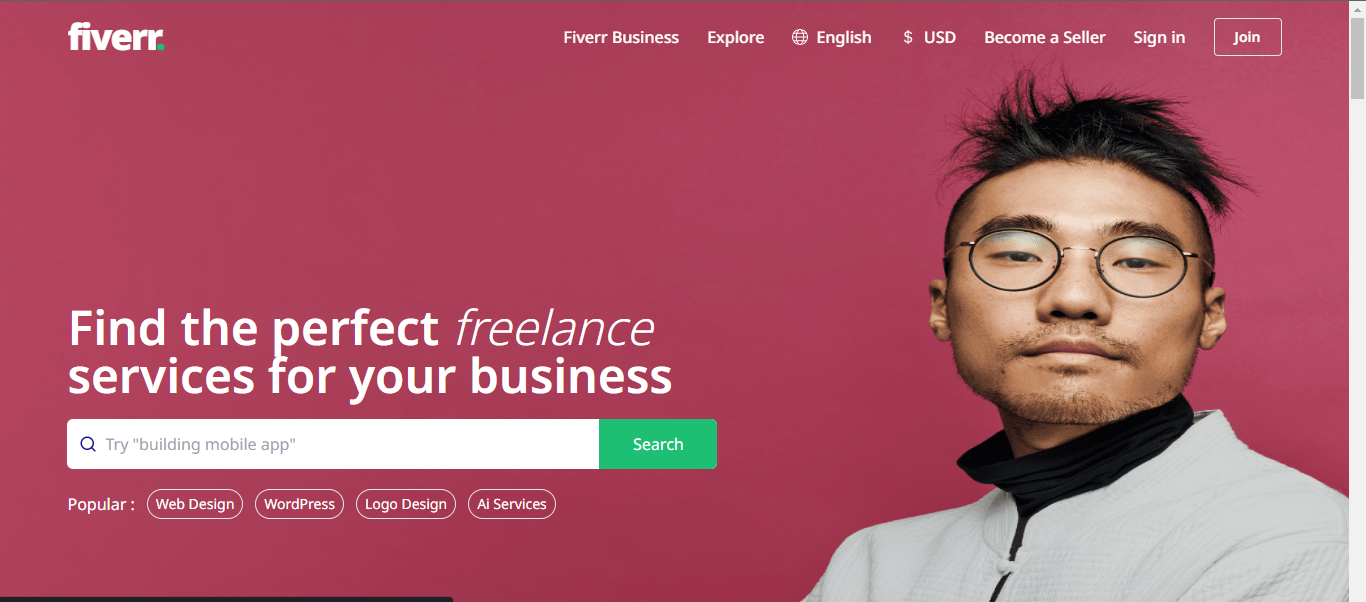 fiverr.
Fiverr Business Explore English $ USD Become a Seller Sign in Join
Find the perfect freelance
services for your business
Try "building mobile app" Search
Popular : Web Design WordPress Logo Design Ai Services